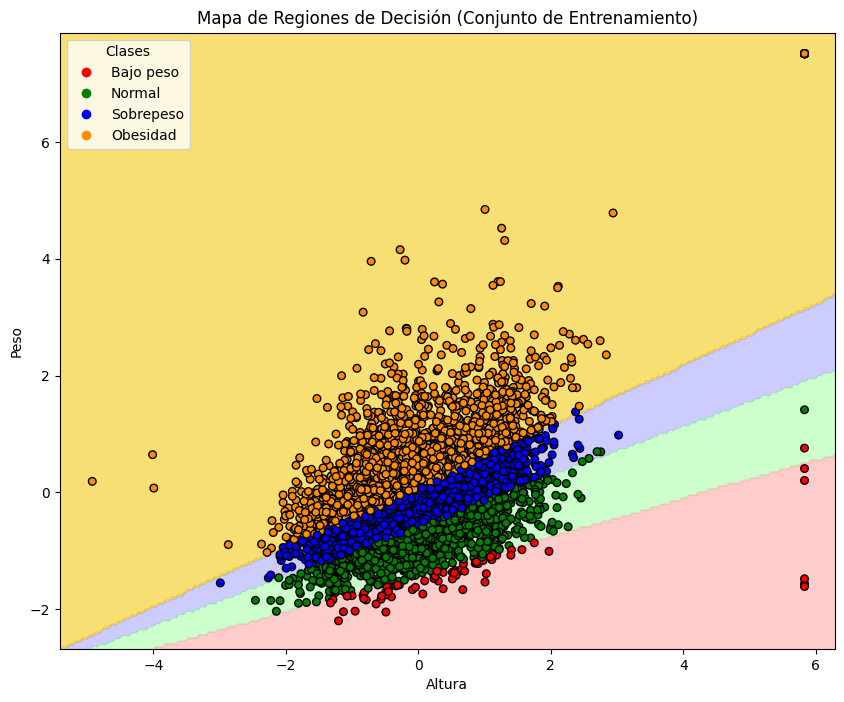 Mapa de Regiones de Decisión (Conjunto de Entrenamiento)
Clases
Bajo peso
Normal
Sobrepeso
Obesidad
Peso
6
4
2
0
−2
−4
−2
0
2
4
6
Altura